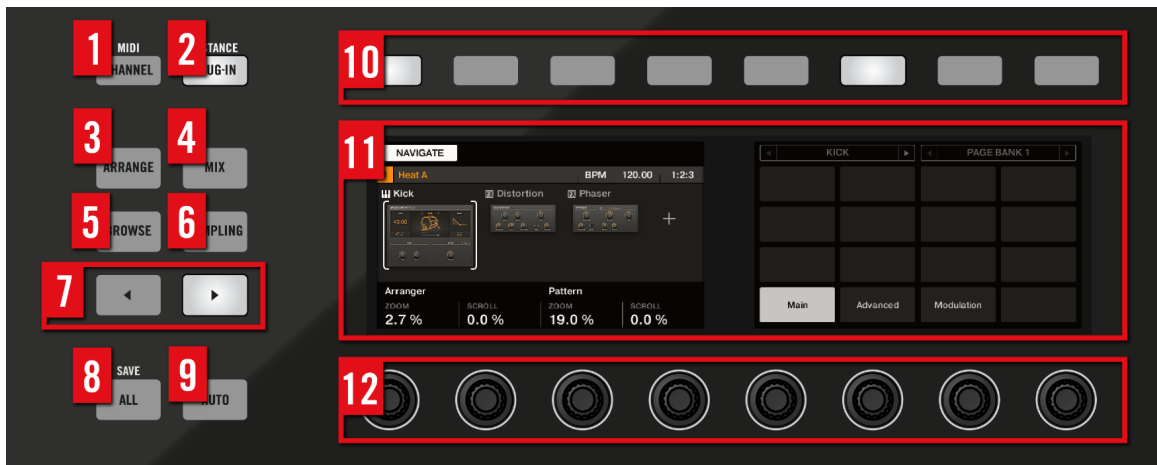 1
MIDI
HANNEL
2
TANCE
UG-IN
10
3
ARRANGE
4
MIX
11
NAVIGATE
KICK
PAGE BANK 1
Heat A
BPM 120.00 1:2:3
Kick
Distortion
Phaser
+
5
ROWSE
6
MPLING
7
Arranger
Pattern
ZOOM
SCROLL
ZOOM
SCROLL
2.7 %
0.0 %
19.0 %
0.0 %
Main
Advanced
Modulation
8
SAVE
ALL
9
AUTO
12